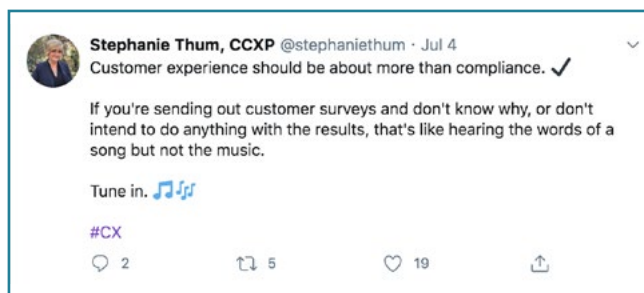 Stephanie Thum, CCXP @stephaniethum · Jul 4
Customer experience should be about more than compliance. ✔️
If you're sending out customer surveys and don't know why, or don't
intend to do anything with the results, that's like hearing the words of a
song but not the music.
Tune in. 🎵🎶
#CX
2 5 19